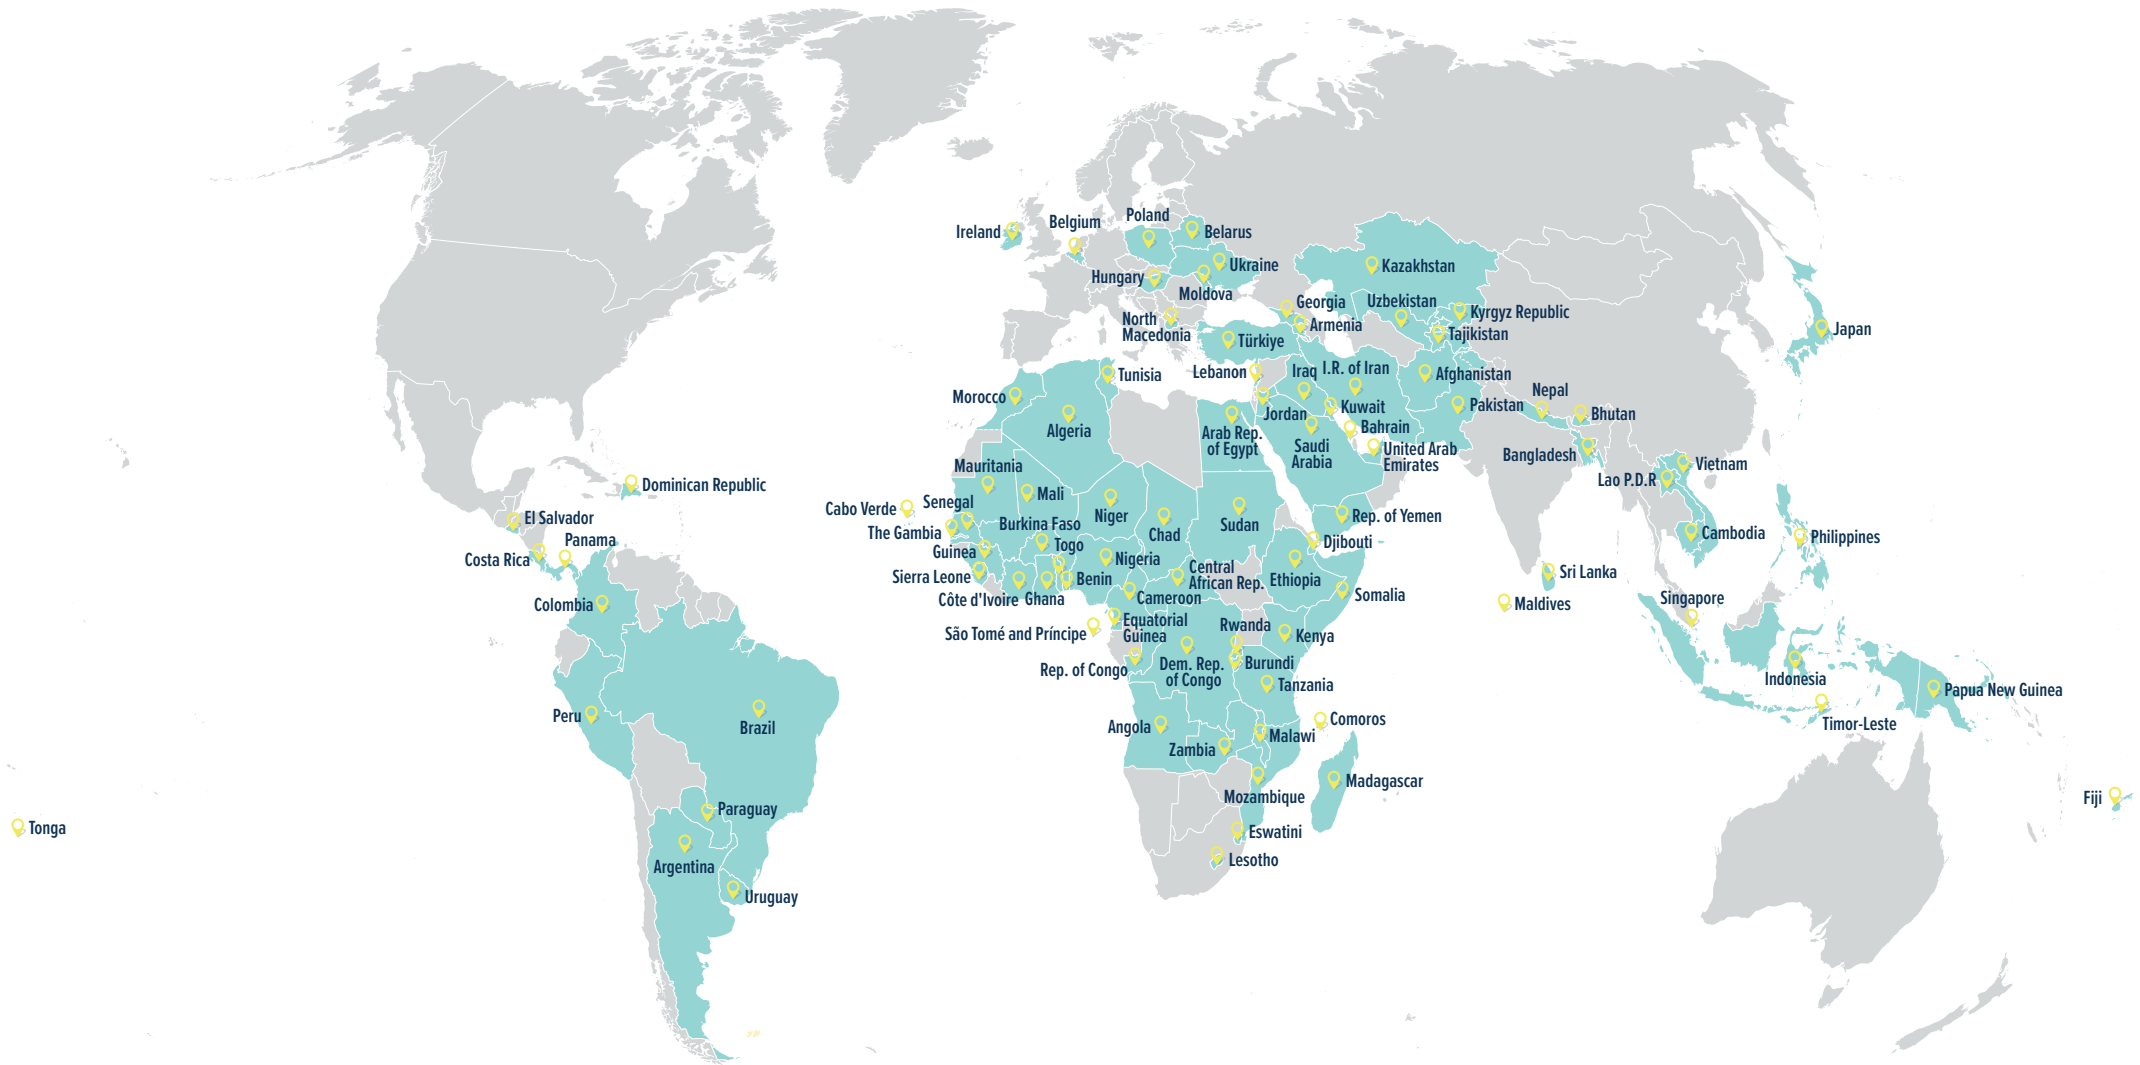 Poland
Belgium
Ireland
Belarus
Ukraine
Hungary
Moldova
Kazakhstan
Georgia
Uzbekistan
Kyrgyz Republic
North
Macedonia
Armenia
Türkiye
Tajikistan
Japan
Lebanon
Iraq
I.R. of Iran
Afghanistan
Tunisia
Morocco
Algeria
Jordan
Kuwait
Pakistan
Nepal
Bhutan
Arab Rep.
of Egypt
Saudi
Arabia
Bahrain
United Arab
Emirates
Bangladesh
Vietnam
Lao P.D.R
Mauritania
Dominican Republic
Cabo Verde
Senegal
Mali
Niger
Chad
Sudan
Rep. of Yemen
El Salvador
Panama
Costa Rica
The Gambia
Burkina Faso
Guinea
Togo
Nigeria
Djibouti
Cambodia
Philippines
Sierra Leone
Benin
Central
African Rep.
Ethiopia
Sri Lanka
Côte d'Ivoire
Ghana
Cameroon
Somalia
Maldives
Singapore
Colombia
São Tomé and Príncipe
Equatorial
Guinea
Rwanda
Kenya
Rep. of Congo
Dem. Rep.
of Congo
Burundi
Tanzania
Indonesia
Papua New Guinea
Timor-Leste
Peru
Brazil
Angola
Zambia
Malawi
Comoros
Madagascar
Mozambique
Fiji
Tonga
Paraguay
Argentina
Uruguay
Eswatini
Lesotho